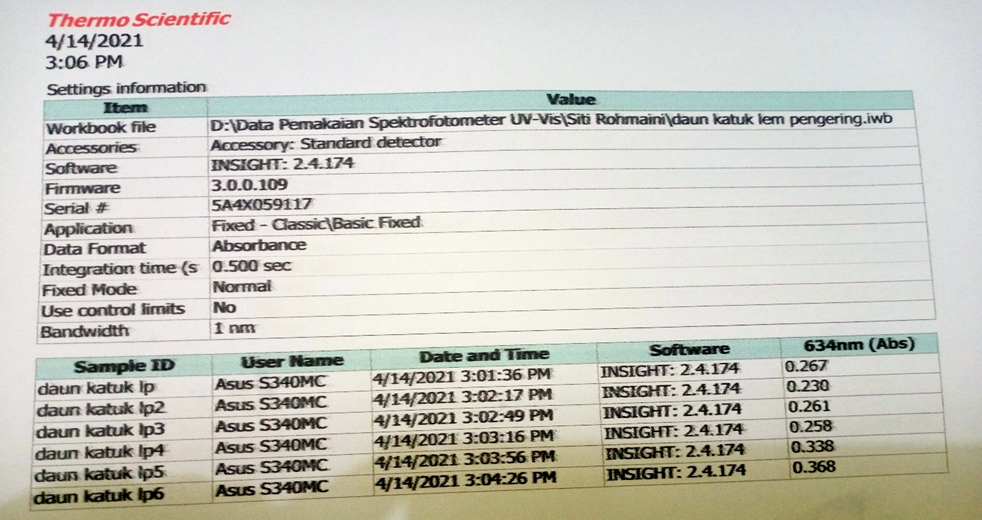 Thermo Scientific
4/14/2021
3:06 PM
Settings information
Item Value
Workbook file D:\Data Pemakaian Spektrofotometer UV-Vis\Siti Rohmaini\daun katuk lem pengering.iwb
Accessories Accessory: Standard detector
Software INSIGHT: 2.4.174
Firmware 3.0.0.109
Serial # 5A4X059117
Application Fixed - Classic\Basic Fixed
Data Format Absorbance
Integration time (s 0.500 sec
Fixed Mode Normal
Use control limits No
Bandwidth 1 nm
Sample ID User Name Date and Time Software 634nm (Abs)
daun katuk lp Asus S340MC 4/14/2021 3:01:36 PM INSIGHT: 2.4.174 0.267
daun katuk lp2 Asus S340MC 4/14/2021 3:02:17 PM INSIGHT: 2.4.174 0.230
daun katuk lp3 Asus S340MC 4/14/2021 3:02:49 PM INSIGHT: 2.4.174 0.261
daun katuk lp4 Asus S340MC 4/14/2021 3:03:16 PM INSIGHT: 2.4.174 0.258
daun katuk lp5 Asus S340MC 4/14/2021 3:03:56 PM INSIGHT: 2.4.174 0.338
daun katuk lp6 Asus S340MC 4/14/2021 3:04:26 PM INSIGHT: 2.4.174 0.368